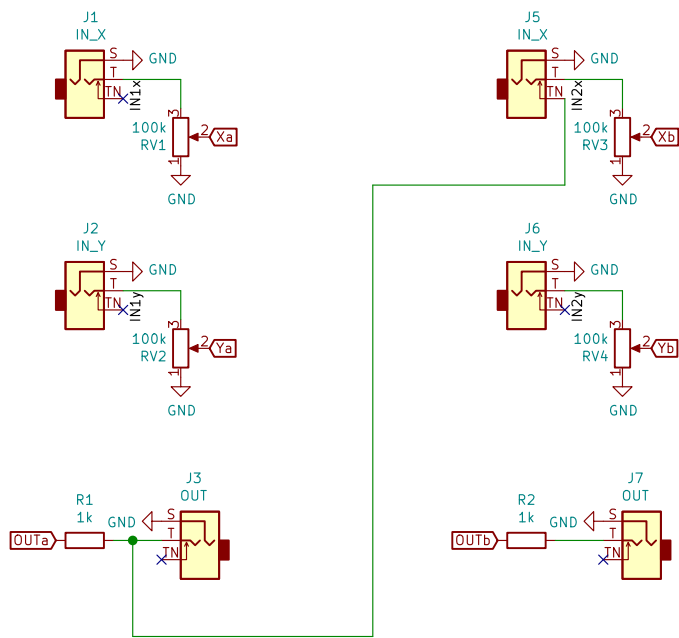 J1
IN_X
S
GND
T
TN
IN1x
3
100k
RV1
2
Xa
1
GND
J5
IN_X
S
GND
T
TN
IN2x
3
100k
RV3
2
Xb
1
GND
J2
IN_Y
S
GND
T
TN
IN1y
3
100k
RV2
2
Ya
1
GND
J6
IN_Y
S
GND
T
TN
IN2y
3
100k
RV4
2
Yb
1
GND
R1
1k
OUTa
J3
OUT
GND
S
T
TN
R2
1k
OUTb
J7
OUT
GND
S
T
TN